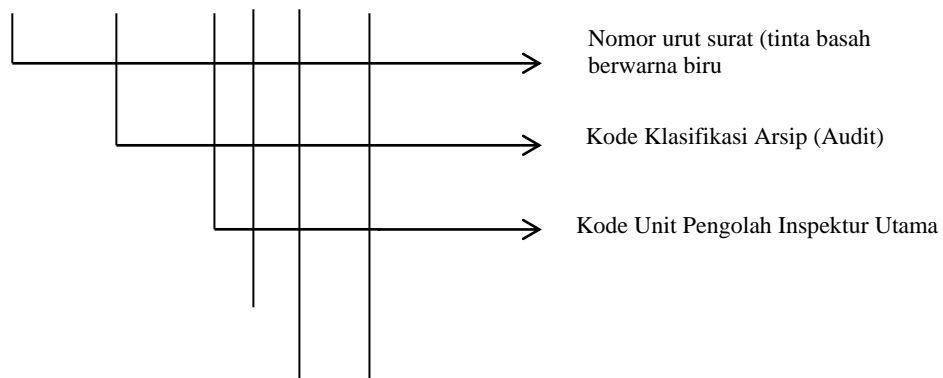 Nomor urut surat (tinta basah
berwarna biru
Kode Klasifikasi Arsip (Audit)
Kode Unit Pengolah Inspektur Utama